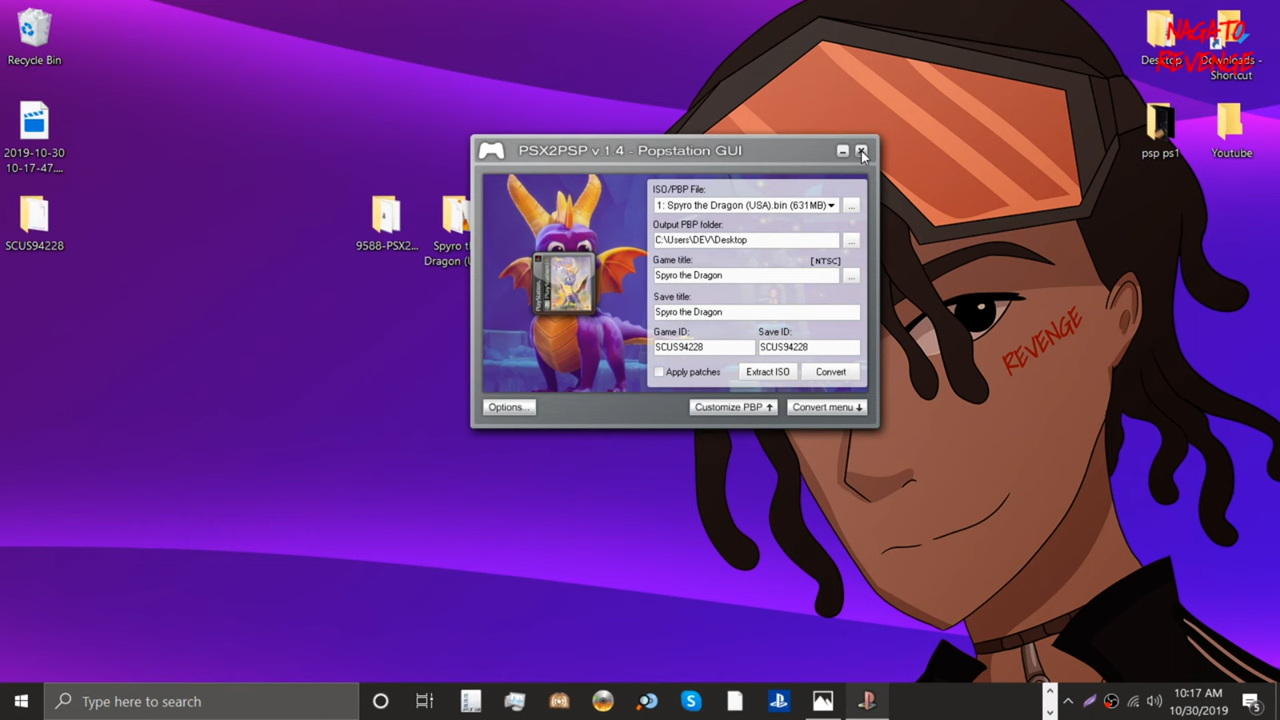 Recycle Bin
2019-10-30
10-17-47....
SCUS94228
9588-PSX2...
Spyro t
Dragon (
Desktop
Downloads -
Shortcut
NAGATO
REVENGE
psp ps1
Youtube
PSX2PSP v 1.4 - Popstation GUI
ISO/PBP File:
1: Spyro the Dragon (USA).bin (631MB)
...
Output PBP folder:
C:\Users\DEV\Desktop
...
Game title:
[NTSC]
Spyro the Dragon
...
Save title:
Spyro the Dragon
Game ID:
Save ID:
SCUS94228
SCUS94228
Apply patches
Extract ISO
Convert
Options...
Customize PBP
Convert menu
REVENGE
Type here to search
10:17 AM
10/30/2019
5